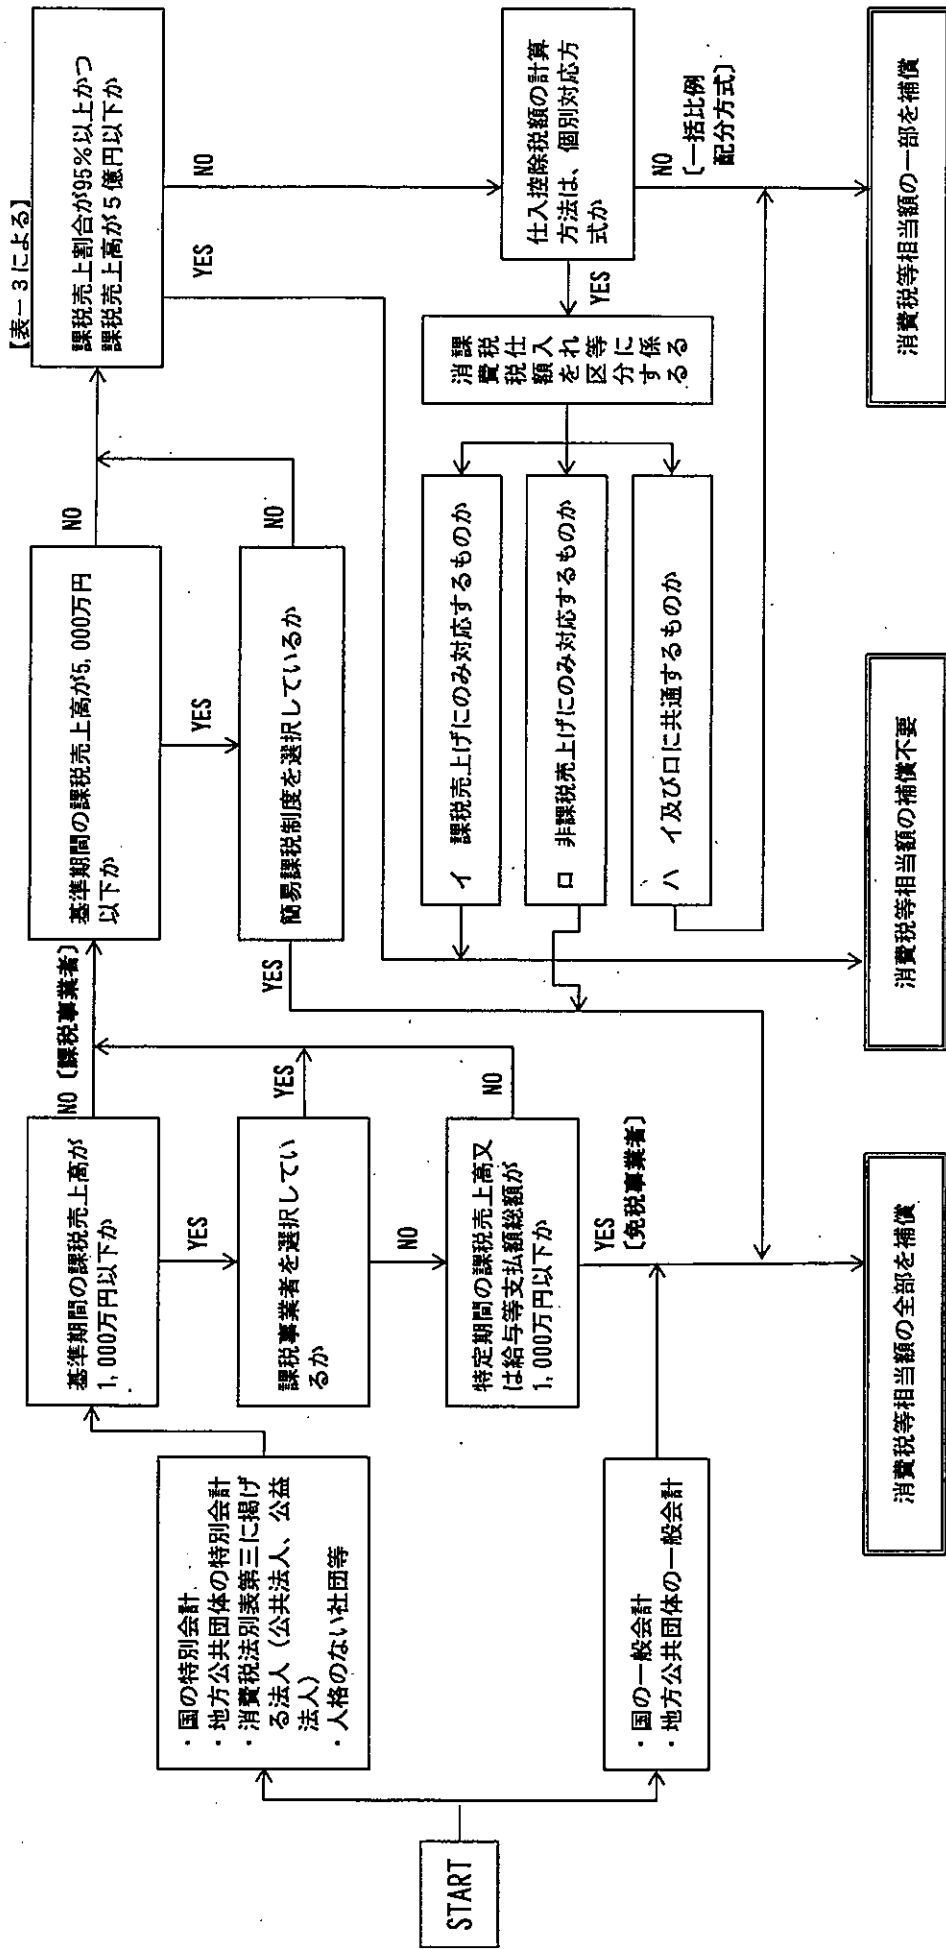 START
・国の特別会計
・地方公共団体の特別会計
・消費税法別表第三に掲げ
る法人（公共法人、公益
法人）
・人格のない社団等
・国の一般会計
・地方公共団体の一般会計
基準期間の課税売上高が
1,000万円以下か
NO〔課税事業者〕
YES
課税事業者を選択してい
るか
YES
NO
特定期間の課税売上高又
は給与等支払額総額が
1,000万円以下か
NO
YES
〔免税事業者〕
基準期間の課税売上高が5,000万円
以下か
NO
YES
簡易課税制度を選択しているか
NO
YES
【表－３による】
課税売上割合が95％以上かつ
課税売上高が５億円以下か
YES
NO
仕入控除税額の計算
方法は、個別対応方
式か
YES
NO
〔一括比例
配分方式〕
課税仕入れ等に係る
消費税額を区分する
イ　課税売上げにのみ対応するものか
ロ　非課税売上げにのみ対応するものか
ハ　イ及びロに共通するものか
消費税等相当額の全部を補償
消費税等相当額の補償不要
消費税等相当額の一部を補償